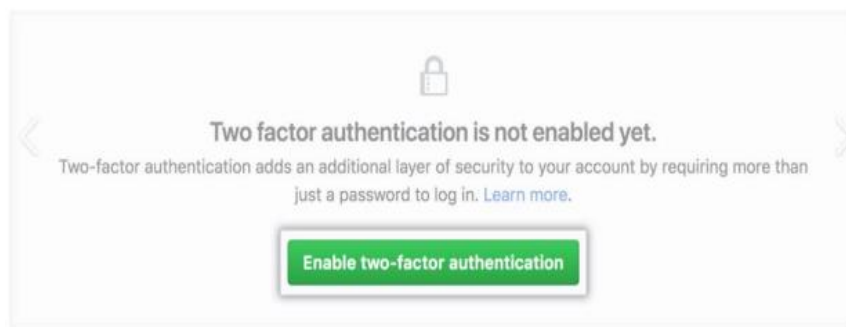 Two factor authentication is not enabled yet.
Two-factor authentication adds an additional layer of security to your account by requiring more than
just a password to log in. Learn more.
Enable two-factor authentication